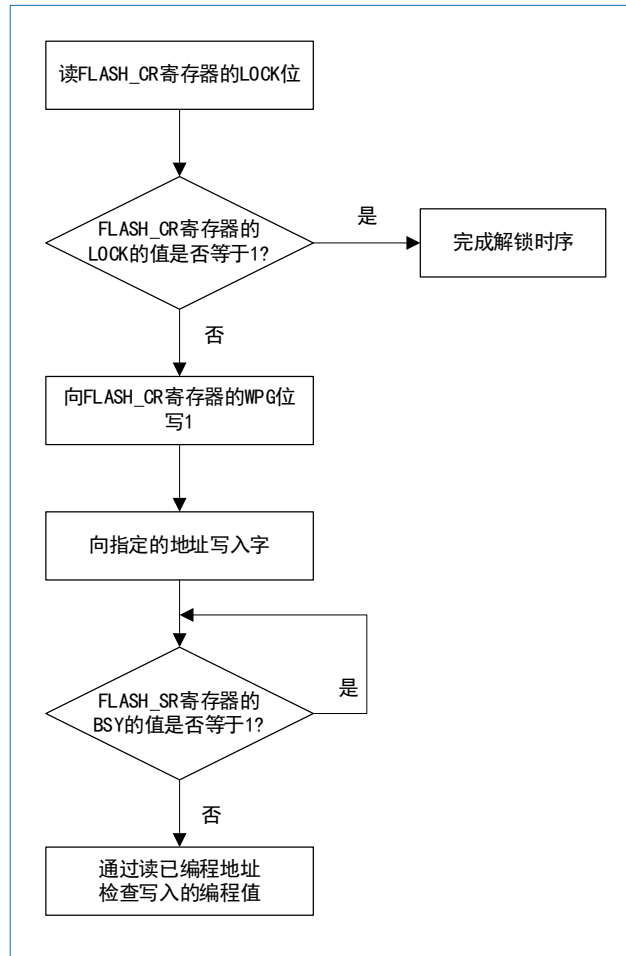 读FLASH_CR寄存器的LOCK位
FLASH_CR寄存器的
LOCK的值是否等于1?
是
完成解锁时序
否
向FLASH_CR寄存器的WPG位
写1
向指定的地址写入字
FLASH_SR寄存器的
BSY的值是否等于1?
是
否
通过读已编程地址
检查写入的编程值